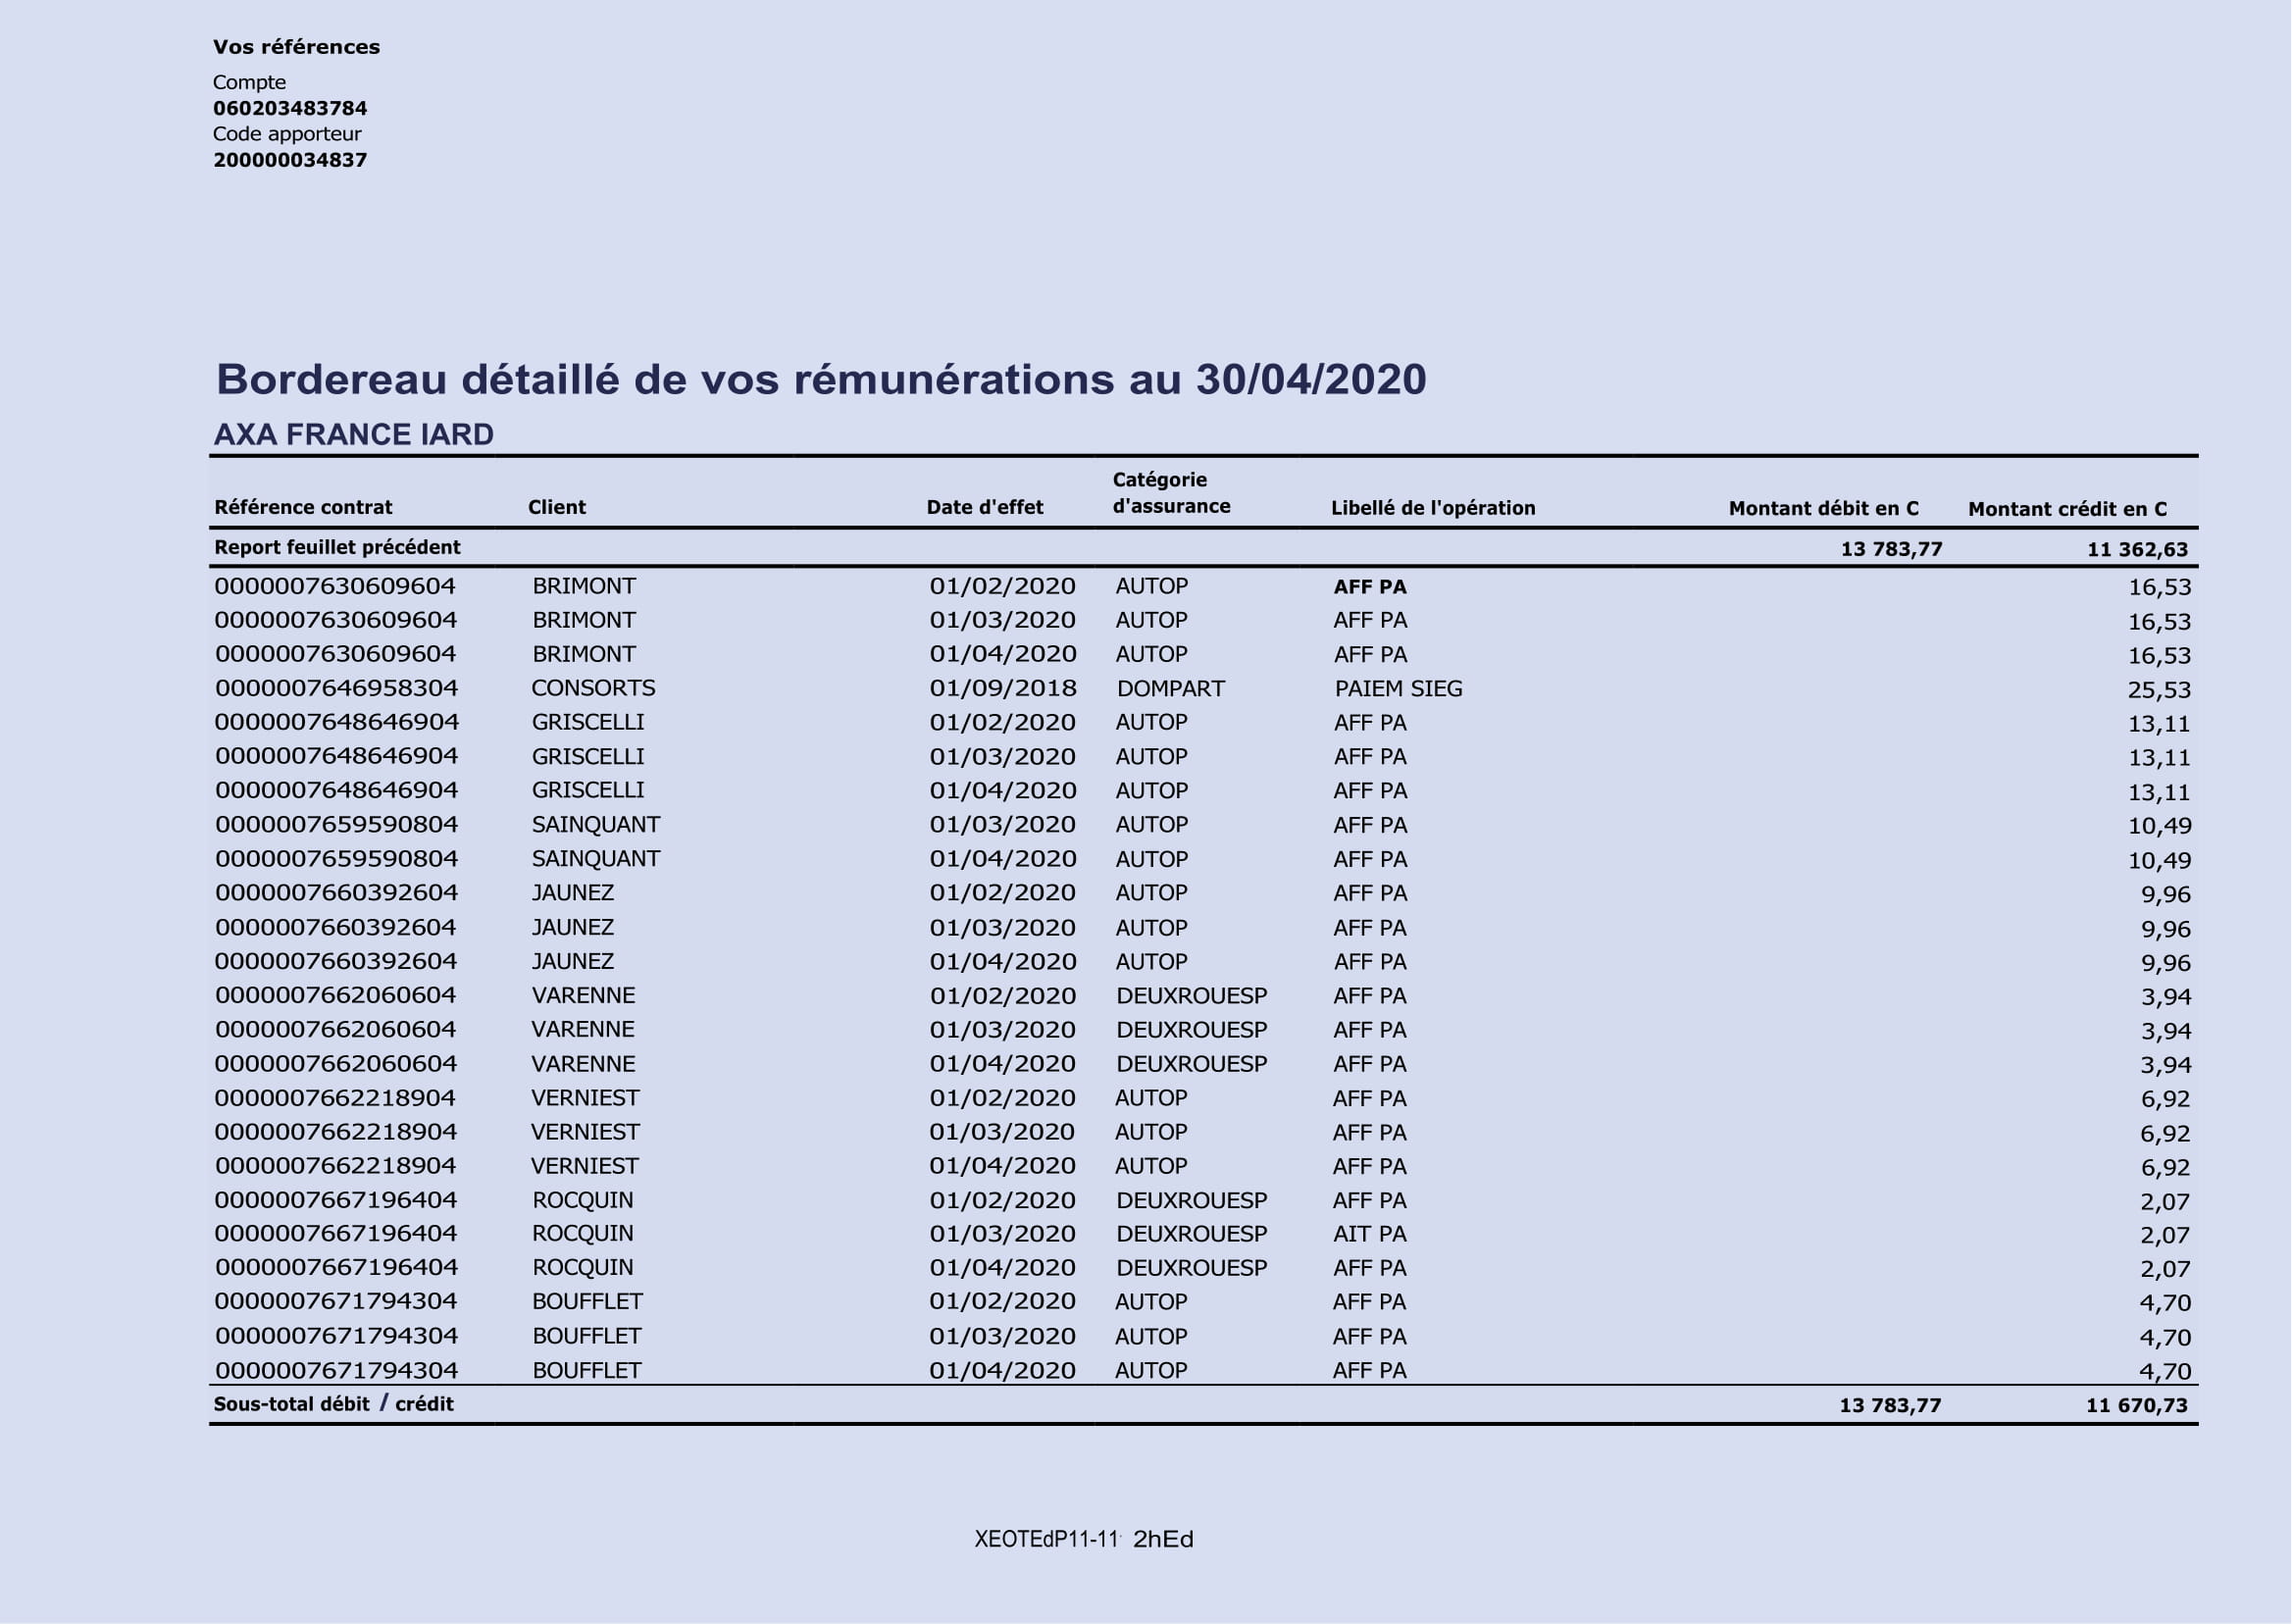 Vos références
Compte
060203483784
Code apporteur
200000034837
Bordereau détaillé de vos rémunérations au 30/04/2020
AXA FRANCE IARD
Référence contrat Client Date d'effet Catégorie d'assurance Libellé de l'opération Montant débit en C Montant crédit en C
Report feuillet précédent 13 783,77 11 362,63
0000007630609604 BRIMONT 01/02/2020 AUTOP AFF PA 16,53
0000007630609604 BRIMONT 01/03/2020 AUTOP AFF PA 16,53
0000007630609604 BRIMONT 01/04/2020 AUTOP AFF PA 16,53
0000007646958304 CONSORTS 01/09/2018 DOMPART PAIEM SIEG 25,53
0000007648646904 GRISCELLI 01/02/2020 AUTOP AFF PA 13,11
0000007648646904 GRISCELLI 01/03/2020 AUTOP AFF PA 13,11
0000007648646904 GRISCELLI 01/04/2020 AUTOP AFF PA 13,11
0000007659590804 SAINQUANT 01/03/2020 AUTOP AFF PA 10,49
0000007659590804 SAINQUANT 01/04/2020 AUTOP AFF PA 10,49
0000007660392604 JAUNEZ 01/02/2020 AUTOP AFF PA 9,96
0000007660392604 JAUNEZ 01/03/2020 AUTOP AFF PA 9,96
0000007660392604 JAUNEZ 01/04/2020 AUTOP AFF PA 9,96
0000007662060604 VARENNE 01/02/2020 DEUXROUESP AFF PA 3,94
0000007662060604 VARENNE 01/03/2020 DEUXROUESP AFF PA 3,94
0000007662060604 VARENNE 01/04/2020 DEUXROUESP AFF PA 3,94
0000007662218904 VERNIEST 01/02/2020 AUTOP AFF PA 6,92
0000007662218904 VERNIEST 01/03/2020 AUTOP AFF PA 6,92
0000007662218904 VERNIEST 01/04/2020 AUTOP AFF PA 6,92
0000007667196404 ROCQUIN 01/02/2020 DEUXROUESP AFF PA 2,07
0000007667196404 ROCQUIN 01/03/2020 DEUXROUESP AIT PA 2,07
0000007667196404 ROCQUIN 01/04/2020 DEUXROUESP AFF PA 2,07
0000007671794304 BOUFFLET 01/02/2020 AUTOP AFF PA 4,70
0000007671794304 BOUFFLET 01/03/2020 AUTOP AFF PA 4,70
0000007671794304 BOUFFLET 01/04/2020 AUTOP AFF PA 4,70
Sous-total débit / crédit 13 783,77 11 670,73
XEOTEdP11-11 2hEd